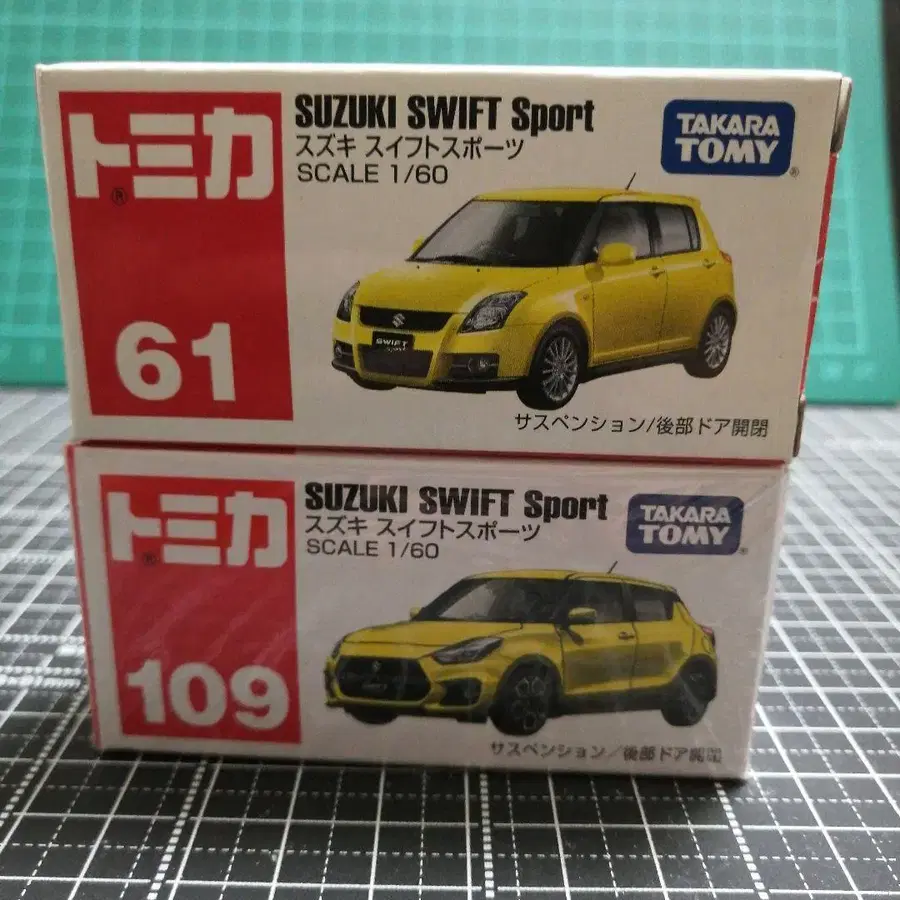 トミカ
®
61
SUZUKI SWIFT Sport
スズキ スイフトスポーツ
SCALE 1/60
TAKARA
TOMY®
SWIFT
Sport
サスペンション/後部ドア開閉
トミカ
®
109
SUZUKI SWIFT Sport
スズキ スイフトスポーツ
SCALE 1/60
TAKARA
TOMY®
サスペンション/後部ドア開閉